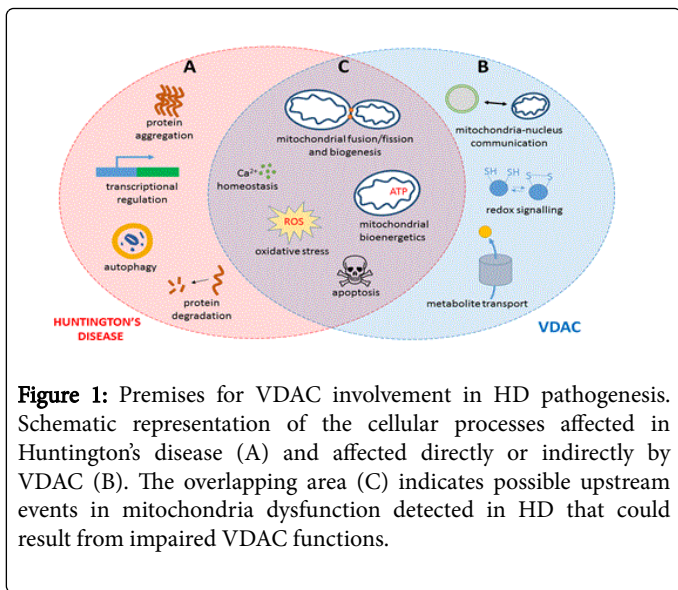 A
C
B
protein
aggregation
mitochondrial fusion/fission
and biogenesis
mitochondria-nucleus
communication
transcriptional
regulation
Ca²⁺
homeostasis
ATP
mitochondrial
bioenergetics
SH SH S S
redox signalling
ROS
oxidative stress
autophagy
protein
degradation
apoptosis
metabolite transport
HUNTINGTON'S
DISEASE
VDAC
Figure 1: Premises for VDAC involvement in HD pathogenesis.
Schematic representation of the cellular processes affected in
Huntington's disease (A) and affected directly or indirectly by
VDAC (B). The overlapping area (C) indicates possible upstream
events in mitochondria dysfunction detected in HD that could
result from impaired VDAC functions.